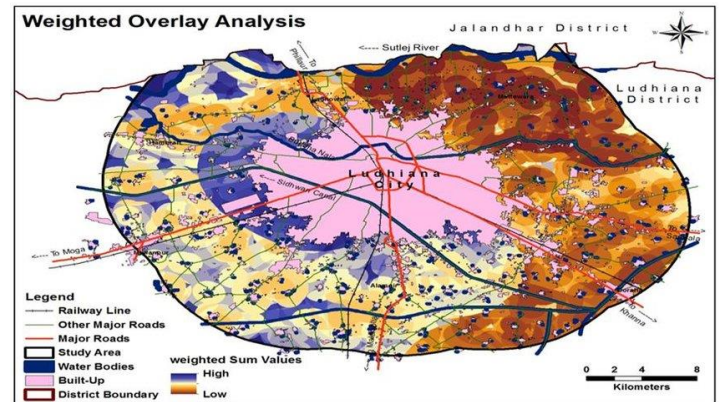 Weighted Overlay Analysis
Jalandhar District
N
W E
S
<---- Sutlej River
To
Phillaur
Ludhiana
District
Ludhiana
City
<---- Sidhwan Canal
<---- To Moga
To
Khanna
Legend
Railway Line
Other Major Roads
Major Roads
Study Area
Water Bodies
Built-Up
District Boundary
weighted Sum Values
High
Low
0 2 4 8
Kilometers